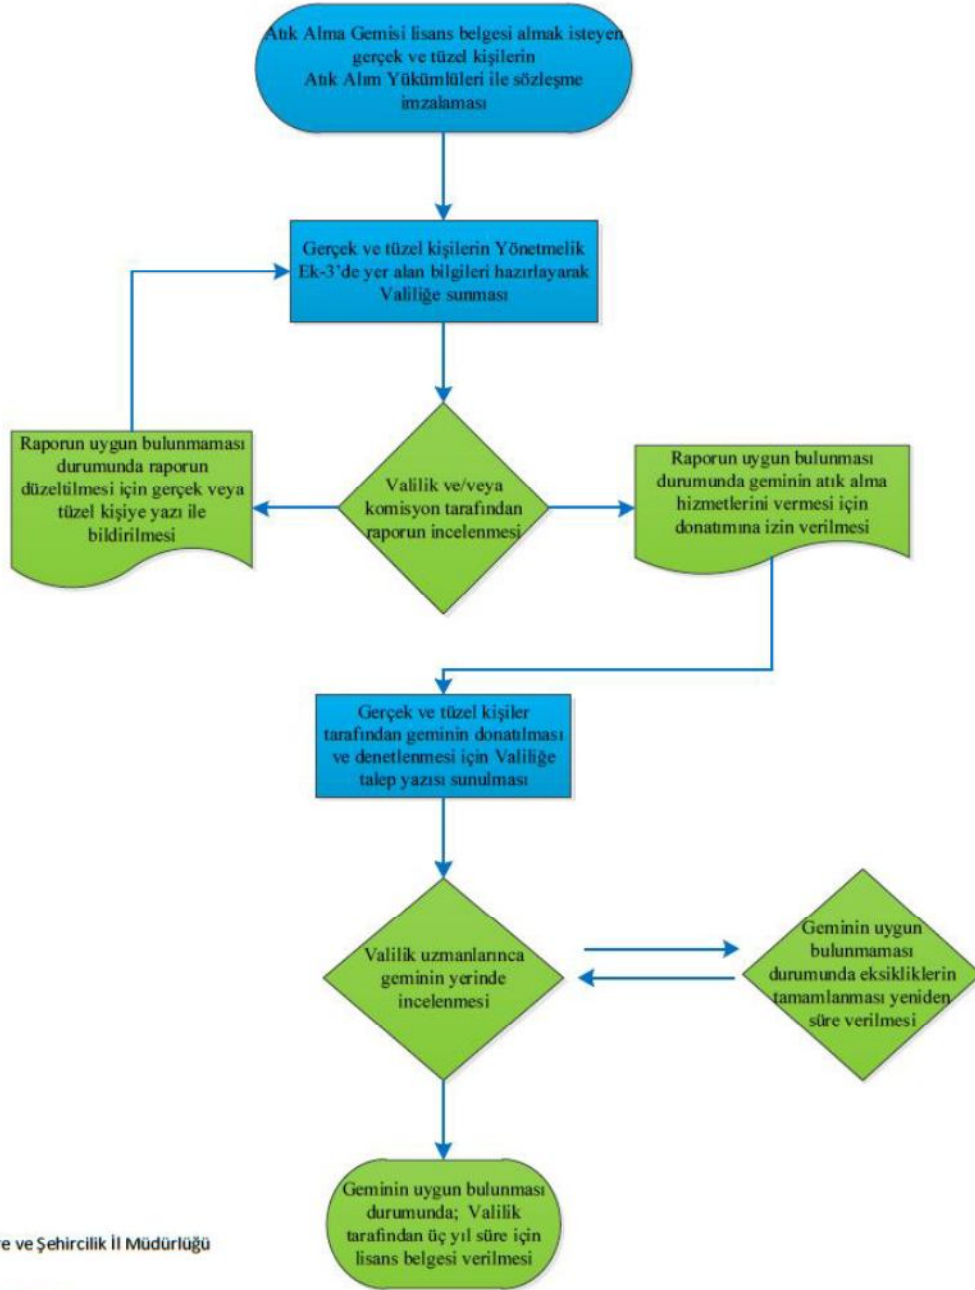 Atık Alma Gemisi lisans belgesi almak isteyen
gerçek ve tüzel kişilerin
Atık Alım Yükümlüleri ile sözleşme
imzalaması
Gerçek ve tüzel kişilerin Yönetmelik
Ek-3'de yer alan bilgileri hazırlayarak
Valiliğe sunması
Raporun uygun bulunmaması
durumunda raporun
düzeltilmesi için gerçek veya
tüzel kişiye yazı ile
bildirilmesi
Valilik ve/veya
komisyon tarafından
raporun incelenmesi
Raporun uygun bulunması
durumunda geminin atık alma
hizmetlerini vermesi için
donatımına izin verilmesi
Gerçek ve tüzel kişiler
tarafından geminin donatılması
ve denetlenmesi için Valiliğe
talep yazısı sunulması
Valilik uzmanlarınca
geminin yerinde
incelenmesi
Geminin uygun
bulunmaması
durumunda eksikliklerin
tamamlanması yeniden
süre verilmesi
Geminin uygun bulunması
durumunda; Valilik
tarafından üç yıl süre için
lisans belgesi verilmesi
e ve Şehircilik İl Müdürlüğü